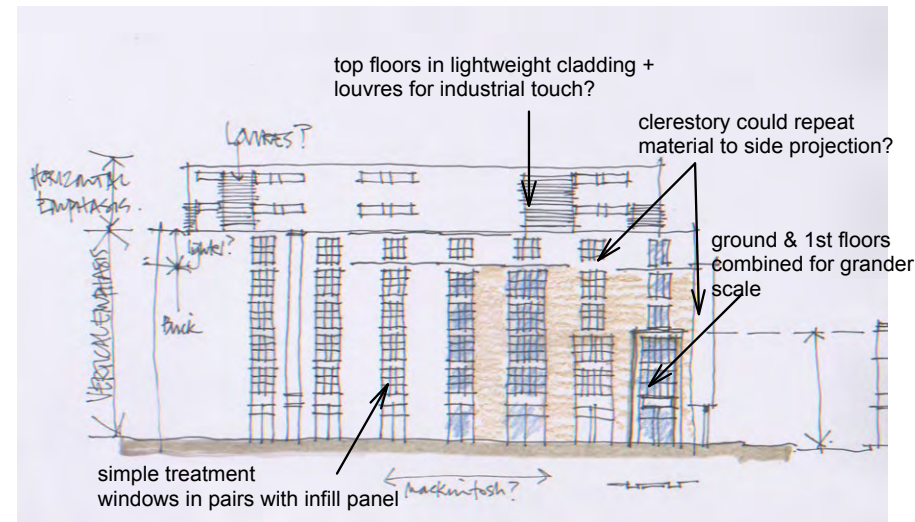 top floors in lightweight cladding +
louvres for industrial touch?
clerestory could repeat
material to side projection?
LOUVRES?
HORIZONTAL
EMPHASIS.
ground & 1st floors
combined for grander
scale
lighter?
Brick
VERTICAL EMPHASIS
simple treatment
windows in pairs with infill panel
mackintosh?